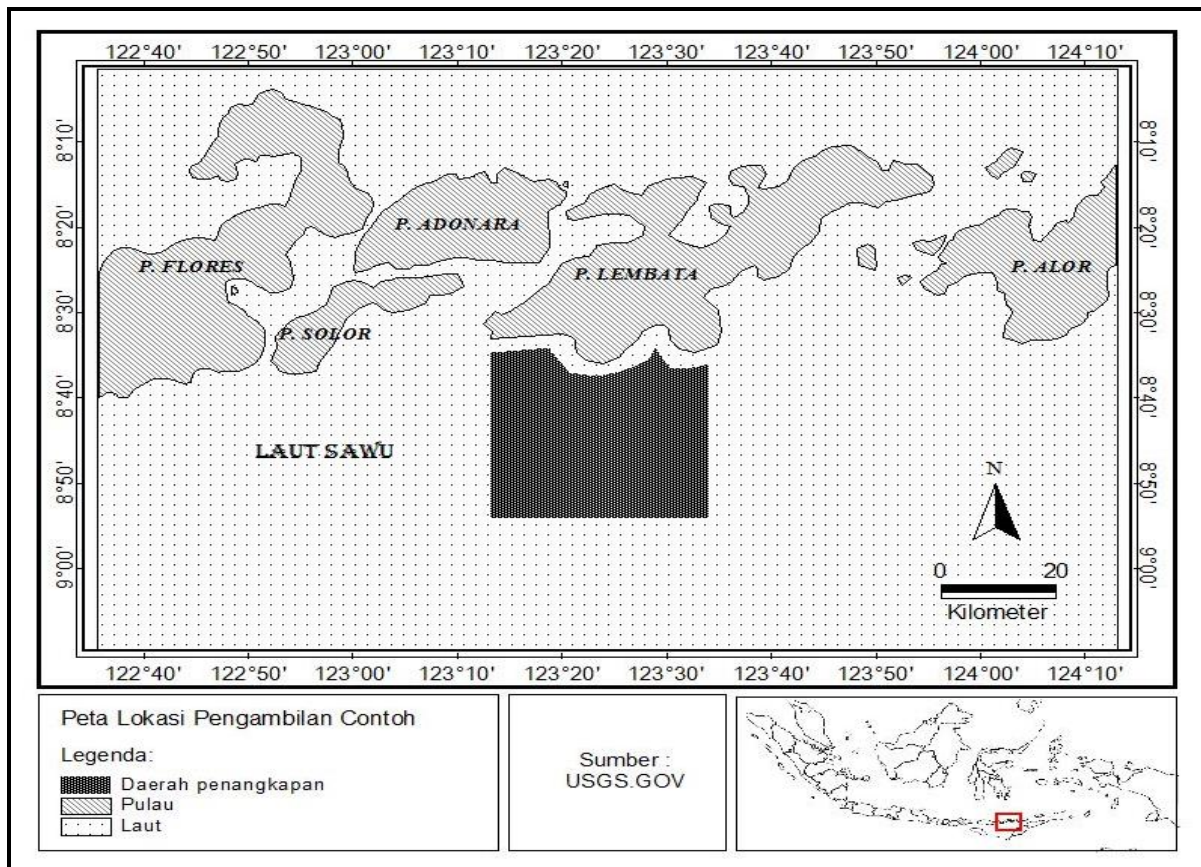 122°40' 122°50' 123°00' 123°10' 123°20' 123°30' 123°40' 123°50' 124°00' 124°10'
8°10' 8°10'
8°20' 8°20'
8°30' 8°30'
8°40' 8°40'
8°50' 8°50'
9°00' 9°00'
P. ADONARA
P. FLORES
P. LEMBATA
P. ALOR
P. SOLOR
LAUT SAWU
N
0 20
Kilometer
122°40' 122°50' 123°00' 123°10' 123°20' 123°30' 123°40' 123°50' 124°00' 124°10'
Peta Lokasi Pengambilan Contoh
Legenda:
Daerah penangkapan
Pulau
Laut
Sumber :
USGS.GOV